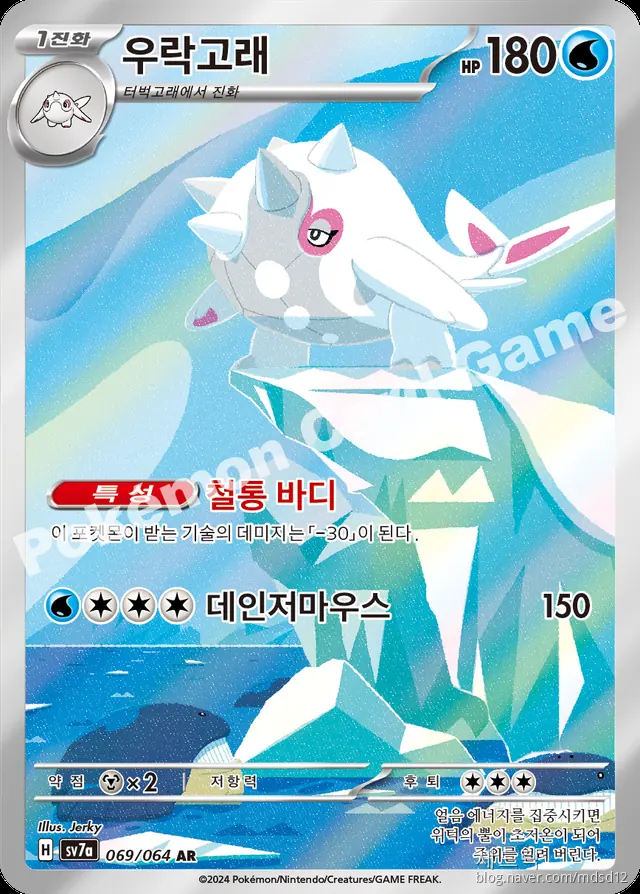 1진화
우락고래
HP 180
터벅고래에서 진화
Pokémon Card Game
특성 철통 바디
이 포켓몬이 받는 기술의 데미지는 「-30」이 된다.
데인저마우스 150
약점 ×2 저항력 후퇴
Illus. Jerky
H sv7a 069/064 AR
얼음 에너지를 집중시키면
위턱의 뿔이 초저온이 되어
주위를 얼려 버린다.
©2024 Pokémon/Nintendo/Creatures/GAME FREAK.
blog.naver.com/mdsd12